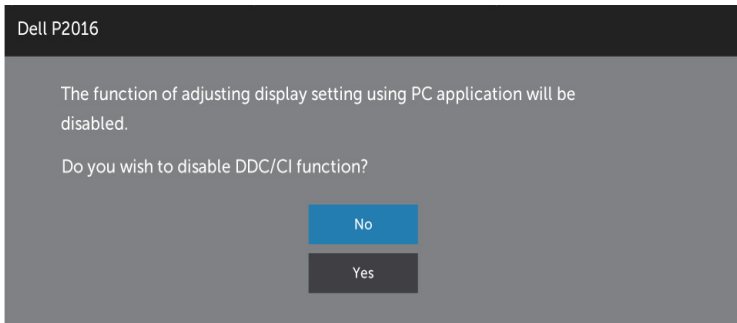 Dell P2016
The function of adjusting display setting using PC application will be
disabled.
Do you wish to disable DDC/CI function?
No
Yes